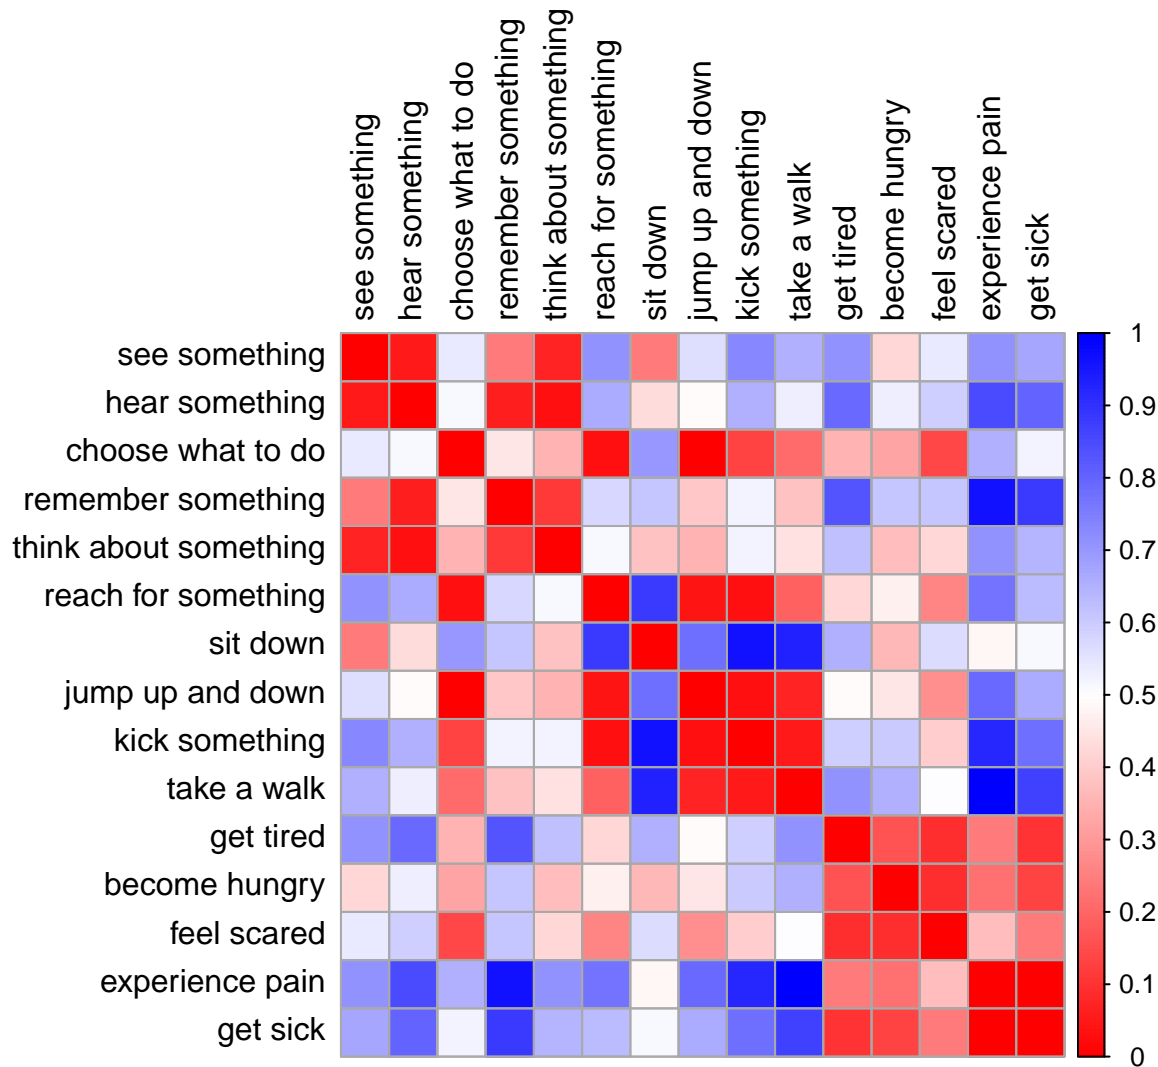 see something
hear something
choose what to do
remember something
think about something
reach for something
sit down
jump up and down
kick something
take a walk
get tired
become hungry
feel scared
experience pain
get sick
see something
hear something
choose what to do
remember something
think about something
reach for something
sit down
jump up and down
kick something
take a walk
get tired
become hungry
feel scared
experience pain
get sick
1
0.9
0.8
0.7
0.6
0.5
0.4
0.3
0.2
0.1
0